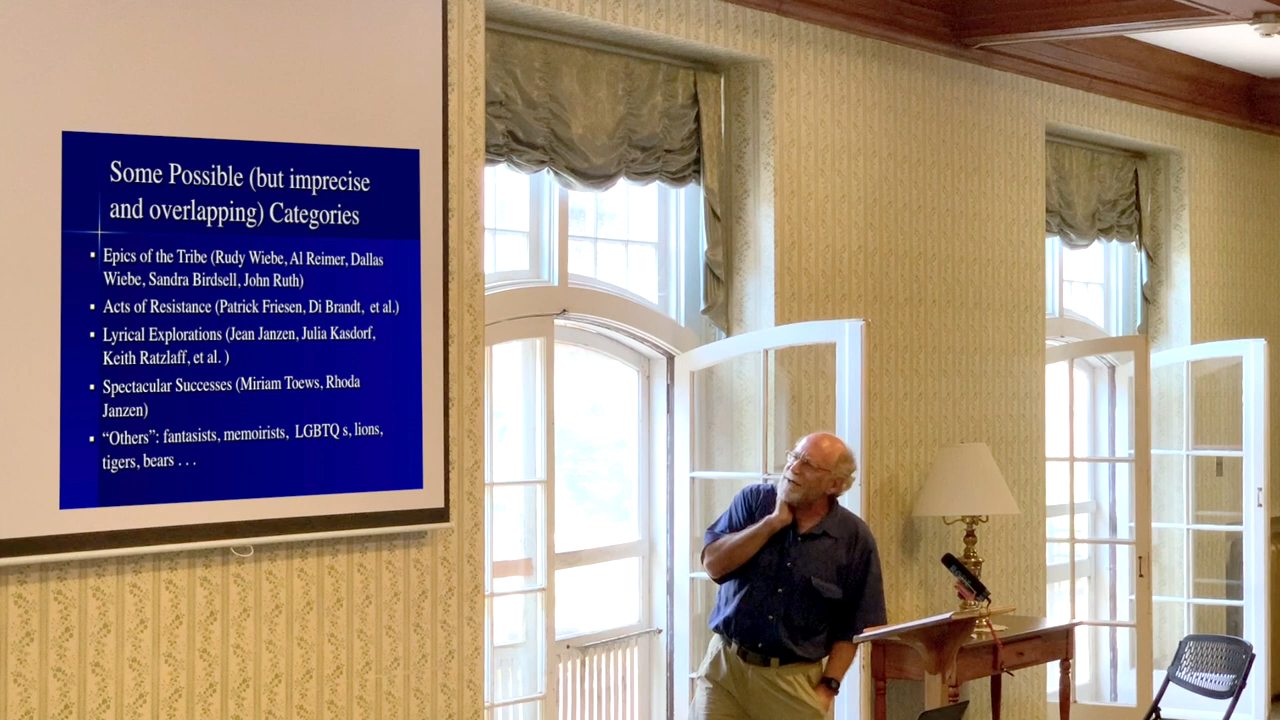 Some Possible (but imprecise
and overlapping) Categories
▪ Epics of the Tribe (Rudy Wiebe, Al Reimer, Dallas
Wiebe, Sandra Birdsell, John Ruth)
▪ Acts of Resistance (Patrick Friesen, Di Brandt, et al.)
▪ Lyrical Explorations (Jean Janzen, Julia Kasdorf,
Keith Ratzlaff, et al. )
▪ Spectacular Successes (Miriam Toews, Rhoda
Janzen)
▪ “Others”: fantasists, memoirists, LGBTQ s, lions,
tigers, bears . . .